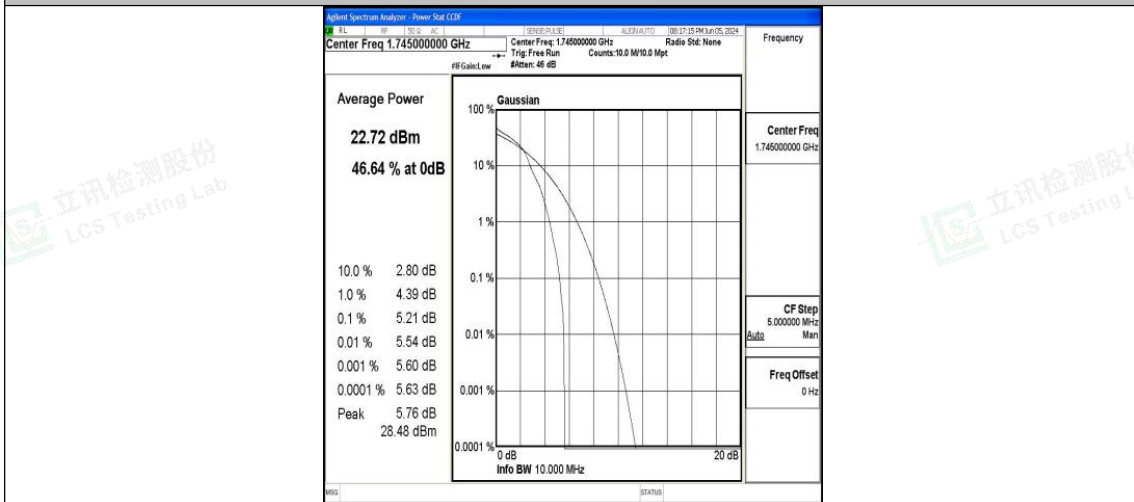 Agilent Spectrum Analyzer - Power Stat CCDF
RL RF 50 Ω AC SENSE:PULSE ALIGN AUTO 08:17:15 PM Jun 05, 2024
Center Freq 1.745000000 GHz
Center Freq: 1.745000000 GHz Radio Std: None
Trig: Free Run Counts:10.0 M/10.0 Mpt
#IFGain:Low #Atten: 46 dB
Frequency
Average Power
22.72 dBm
46.64 % at 0dB
10.0 % 2.80 dB
1.0 % 4.39 dB
0.1 % 5.21 dB
0.01 % 5.54 dB
0.001 % 5.60 dB
0.0001 % 5.63 dB
Peak 5.76 dB
28.48 dBm
Gaussian
100 %
10 %
1 %
0.1 %
0.01 %
0.001 %
0.0001 %
0 dB 20 dB
Info BW 10.000 MHz
Center Freq
1.745000000 GHz
CF Step
5.000000 MHz
Auto Man
Freq Offset
0 Hz
MSG STATUS
立讯检测股份
LCS Testing Lab
立讯检测股份
LCS Testing L